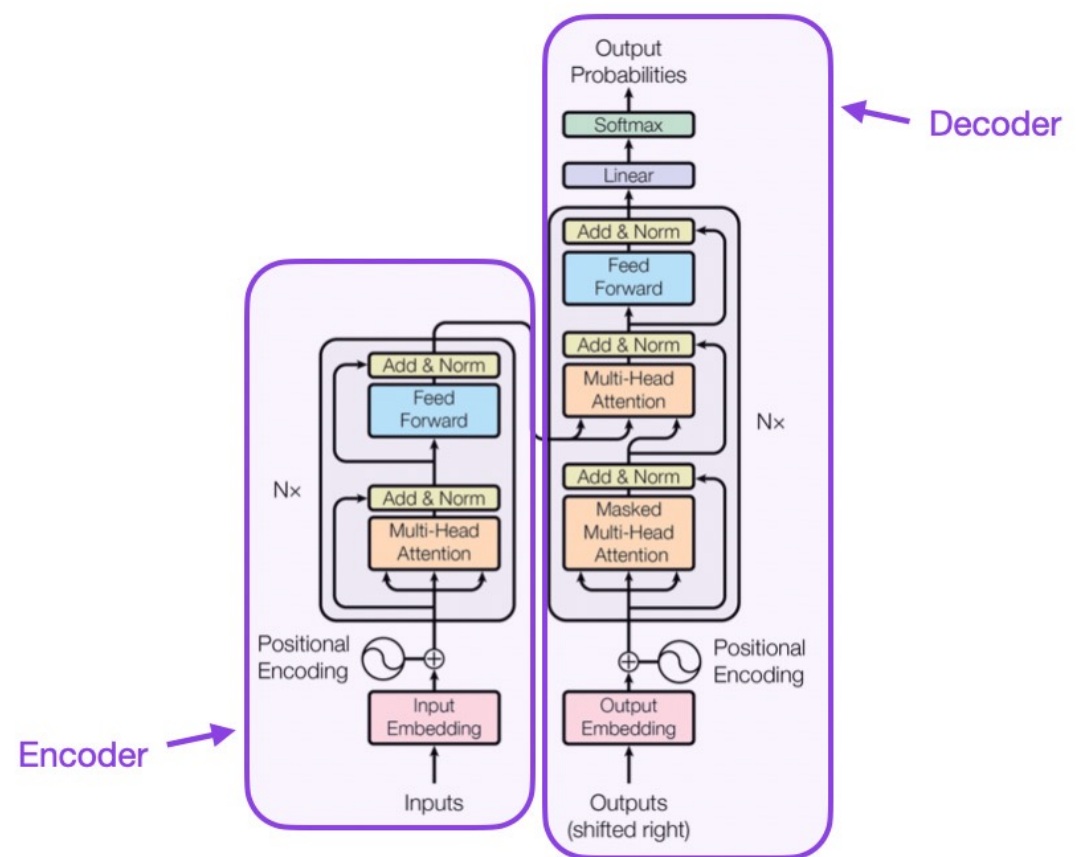 Output
Probabilities
Softmax
Linear
Add & Norm
Feed
Forward
Add & Norm
Multi-Head
Attention
Add & Norm
Masked
Multi-Head
Attention
Nx
Positional
Encoding
Output
Embedding
Outputs
(shifted right)
Decoder
Add & Norm
Feed
Forward
Add & Norm
Multi-Head
Attention
Nx
Positional
Encoding
Input
Embedding
Inputs
Encoder